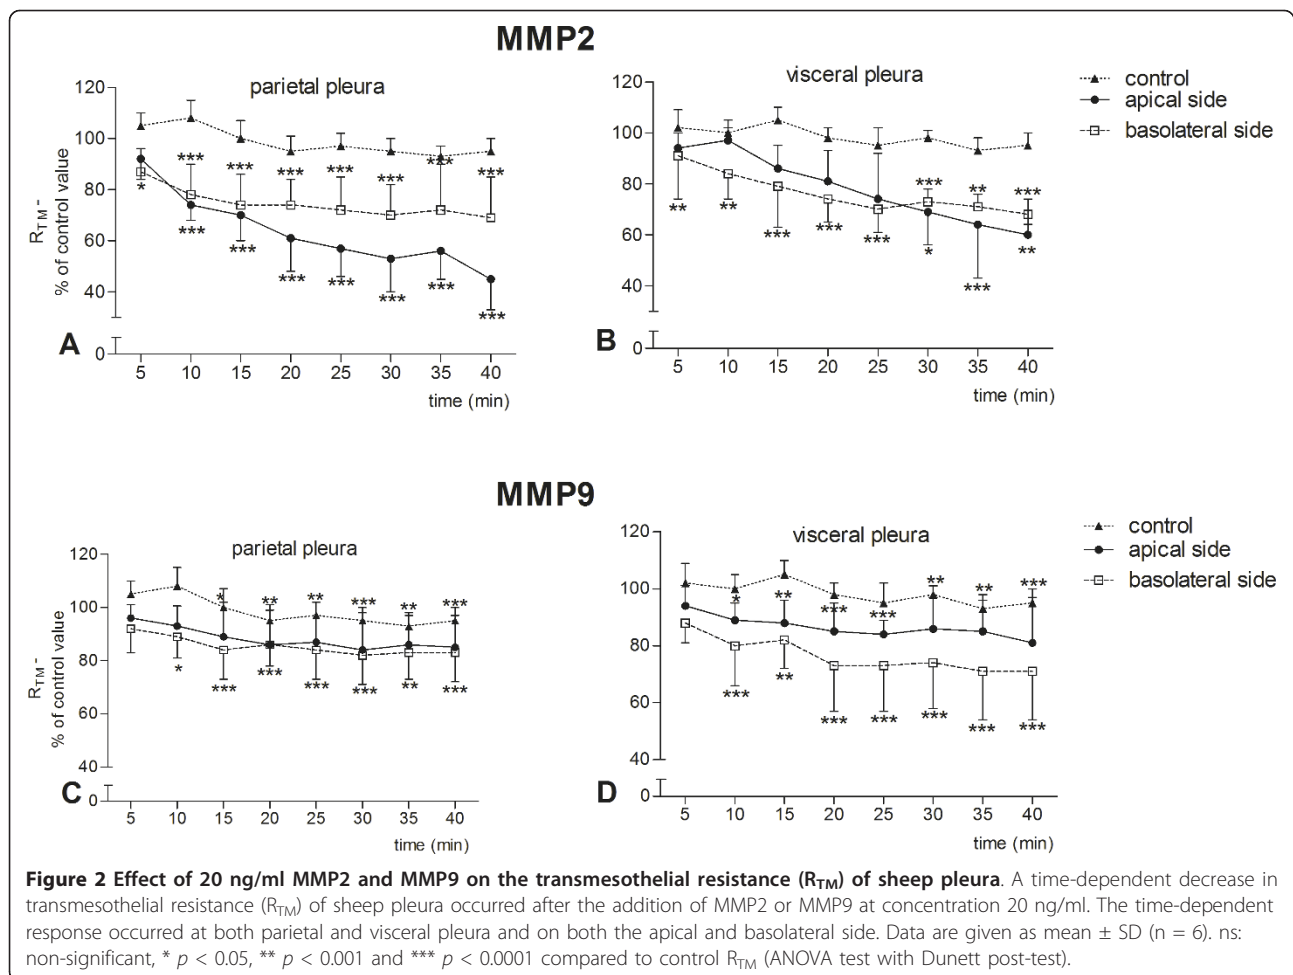 MMP2
parietal pleura
visceral pleura
control
apical side
basolateral side
R_TM-
% of control value
120
100
80
60
40
0
*
***
***
***
***
***
***
***
***
***
***
***
***
***
***
A
5 10 15 20 25 30 35 40
time (min)
120
100
80
60
40
0
***
**
***
**
**
***
***
***
*
***
**
B
5 10 15 20 25 30 35 40
time (min)
MMP9
parietal pleura
visceral pleura
control
apical side
basolateral side
R_TM-
% of control value
120
100
80
60
40
0
*
**
**
***
**
***
*
***
***
***
***
**
***
C
5 10 15 20 25 30 35 40
time (min)
120
100
80
60
40
0
*
**
***
***
**
**
***
***
**
***
***
***
***
***
D
5 10 15 20 25 30 35 40
time (min)
Figure 2 Effect of 20 ng/ml MMP2 and MMP9 on the transmesothelial resistance (RTM) of sheep pleura. A time-dependent decrease in
transmesothelial resistance (RTM) of sheep pleura occurred after the addition of MMP2 or MMP9 at concentration 20 ng/ml. The time-dependent
response occurred at both parietal and visceral pleura and on both the apical and basolateral side. Data are given as mean ± SD (n = 6). ns:
non-significant, * p < 0.05, ** p < 0.001 and *** p < 0.0001 compared to control RTM (ANOVA test with Dunett post-test).